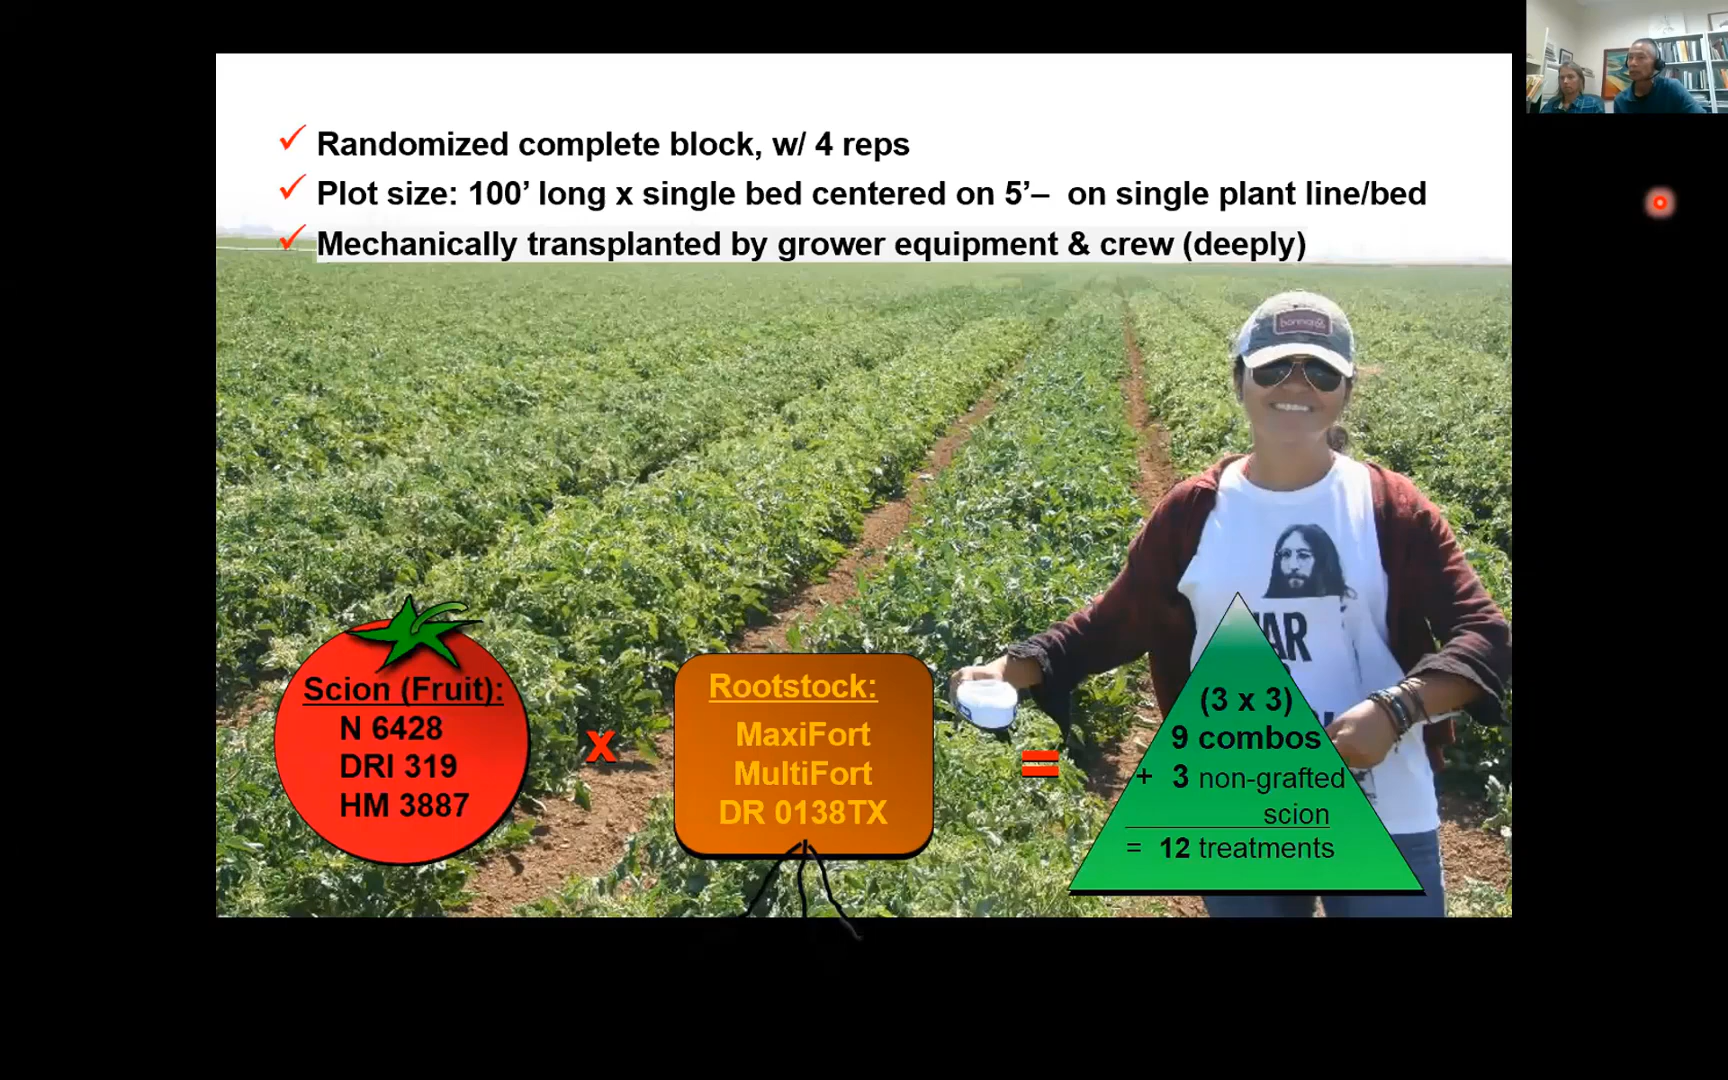 ✓ Randomized complete block, w/ 4 reps
✓ Plot size: 100’ long x single bed centered on 5’– on single plant line/bed
✓ Mechanically transplanted by grower equipment & crew (deeply)
Scion (Fruit):
N 6428
DRI 319
HM 3887
x
Rootstock:
MaxiFort
MultiFort
DR 0138TX
=
(3 x 3)
9 combos
+ 3 non-grafted
scion
= 12 treatments